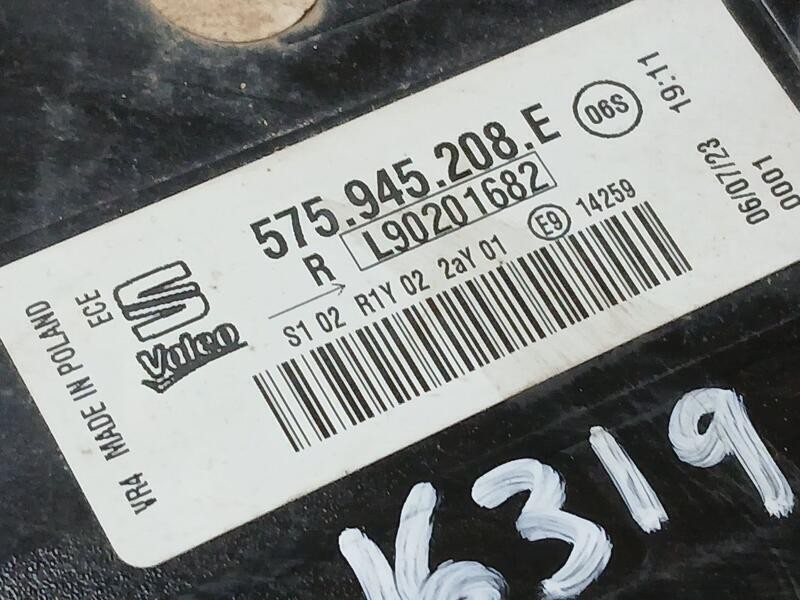 575.945.208.E
06S
19:11
R L90201682
E9 14259
06/07/23
0001
S1 02 R1Y 02 2aY 01
Valeo
ECE
VR4 MADE IN POLAND
16319